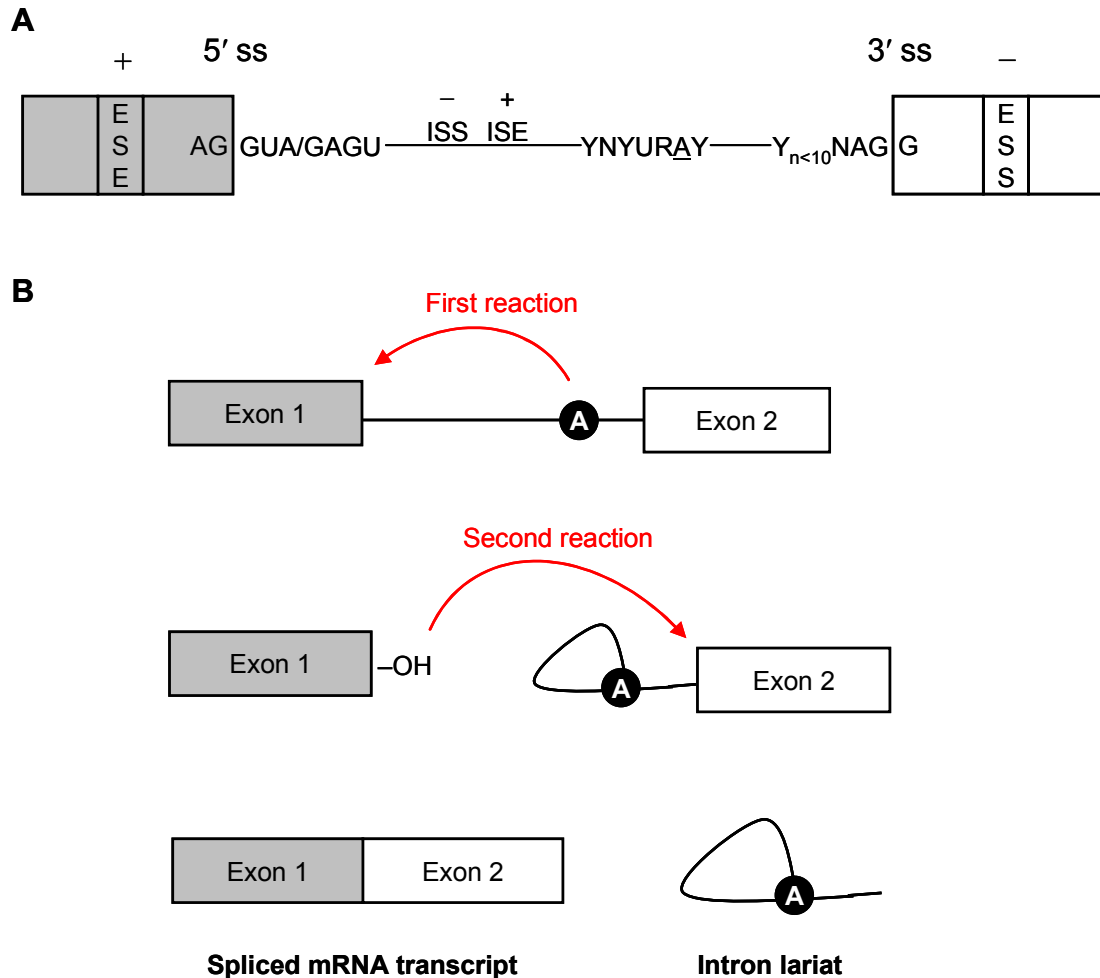 A
5′ ss 3′ ss
+ –
– +
ISS ISE
E
S
E
AG GUA/GAGU YNYURAY Yn<10NAG G
E
S
S
B
First reaction
Exon 1 A Exon 2
Second reaction
Exon 1 –OH A Exon 2
Exon 1 Exon 2 A
Spliced mRNA transcript Intron lariat